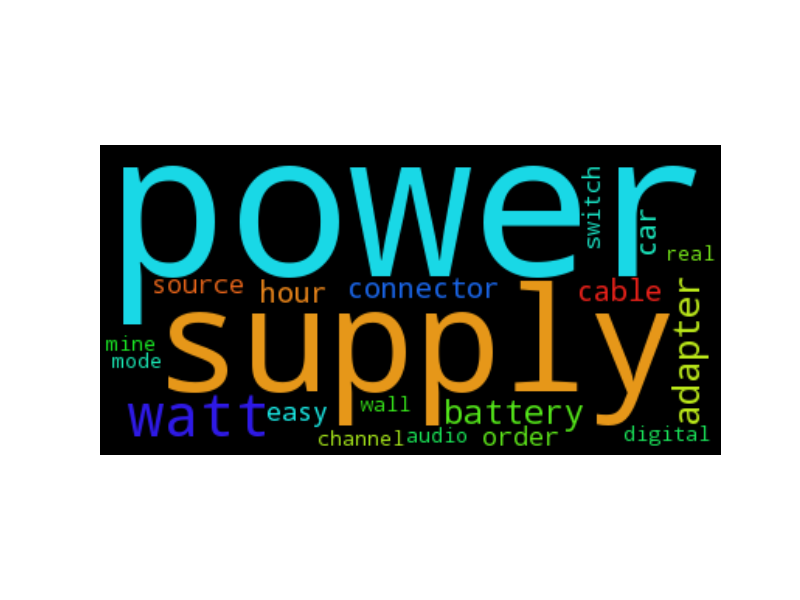 power
switch
car
real
source
hour
connector
cable
supply
adapter
mine
mode
watt
easy
wall
battery
channel
audio
order
digital